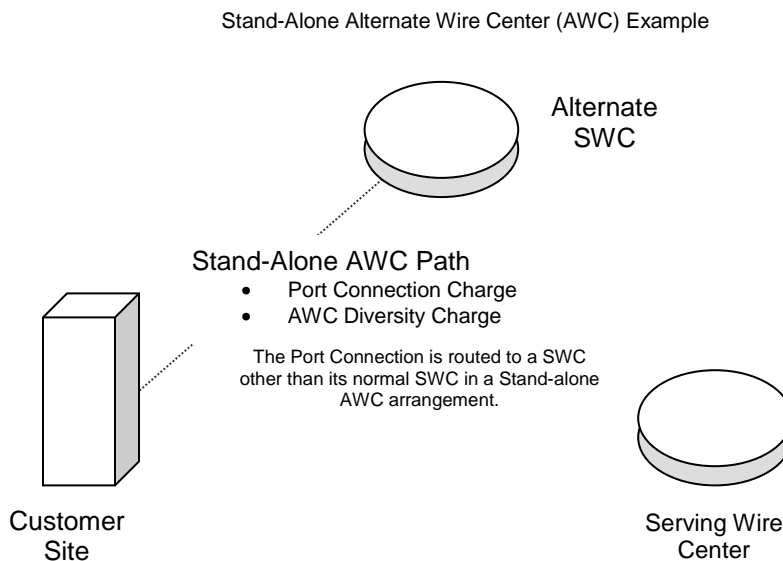 Stand-Alone Alternate Wire Center (AWC) Example
Alternate
SWC
Stand-Alone AWC Path
• Port Connection Charge
• AWC Diversity Charge
The Port Connection is routed to a SWC
other than its normal SWC in a Stand-alone
AWC arrangement.
Customer
Site
Serving Wire
Center